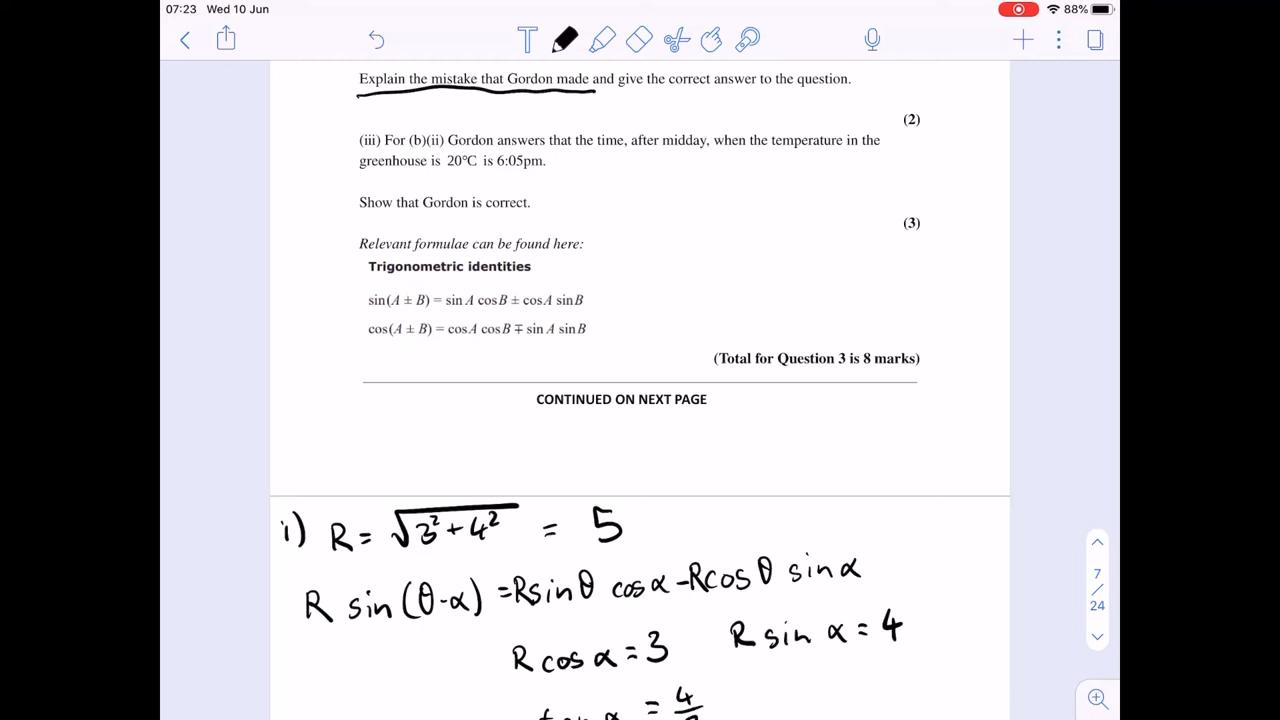 07:23 Wed 10 Jun
88%
T
Explain the mistake that Gordon made and give the correct answer to the question.
(2)
(iii) For (b)(ii) Gordon answers that the time, after midday, when the temperature in the
greenhouse is 20℃ is 6:05pm.
Show that Gordon is correct.
(3)
Relevant formulae can be found here:
Trigonometric identities
sin(A ± B) = sin A cos B ± cos A sin B
cos(A ± B) = cos A cos B ∓ sin A sin B
(Total for Question 3 is 8 marks)
CONTINUED ON NEXT PAGE
i) R = √3² + 4² = 5
R sin (θ-α) = Rsin θ cos α - Rcos θ sin α
R cos α = 3 R sin α = 4
7
/
24